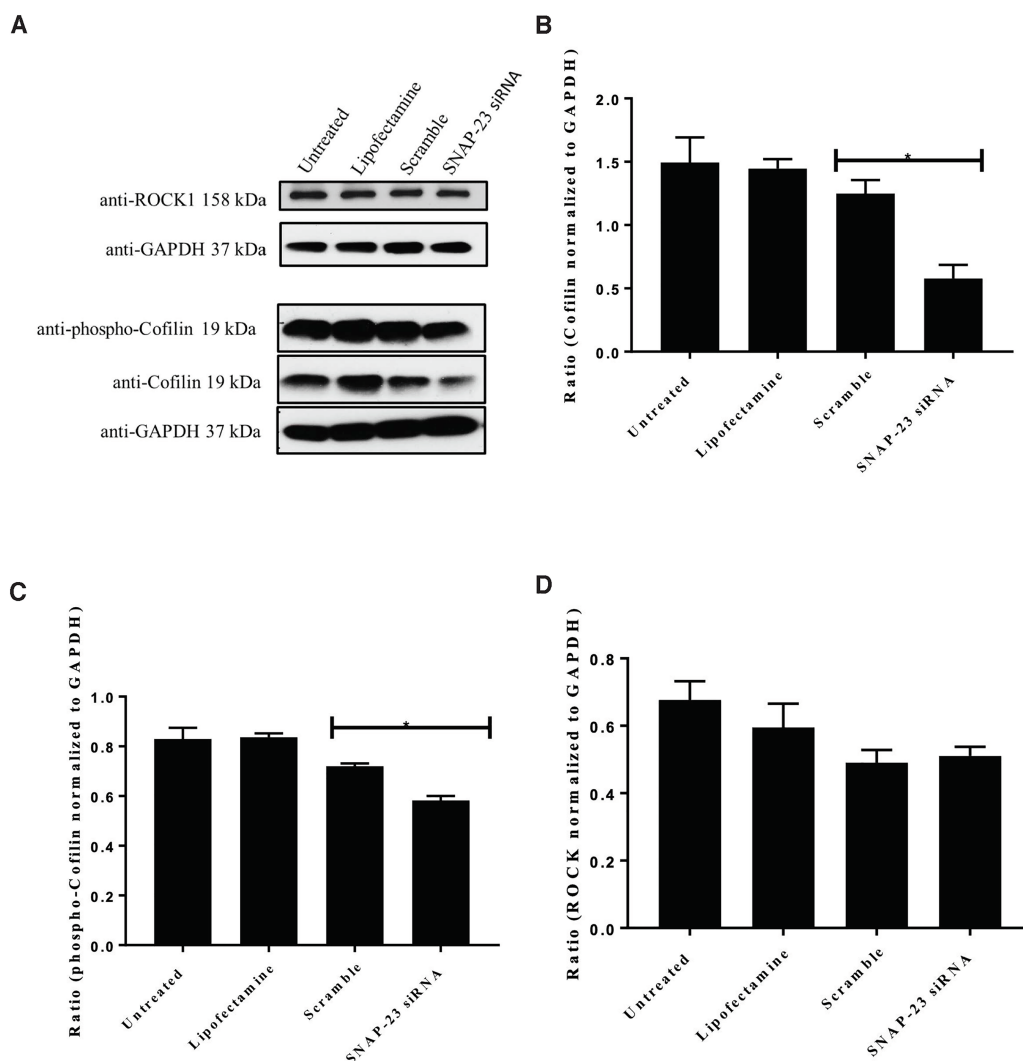 A
Untreated
Lipofectamine
Scramble
SNAP-23 siRNA
anti-ROCK1 158 kDa
anti-GAPDH 37 kDa
anti-phospho-Cofilin 19 kDa
anti-Cofilin 19 kDa
anti-GAPDH 37 kDa
B
Ratio (Cofilin normalized to GAPDH)
2.0
1.5
1.0
0.5
0.0
*
Untreated
Lipofectamine
Scramble
SNAP-23 siRNA
C
Ratio (phospho-Cofilin normalized to GAPDH)
1.0
0.8
0.6
0.4
0.2
0.0
*
Untreated
Lipofectamine
Scramble
SNAP-23 siRNA
D
Ratio (ROCK normalized to GAPDH)
0.8
0.6
0.4
0.2
0.0
Untreated
Lipofectamine
Scramble
SNAP-23 siRNA